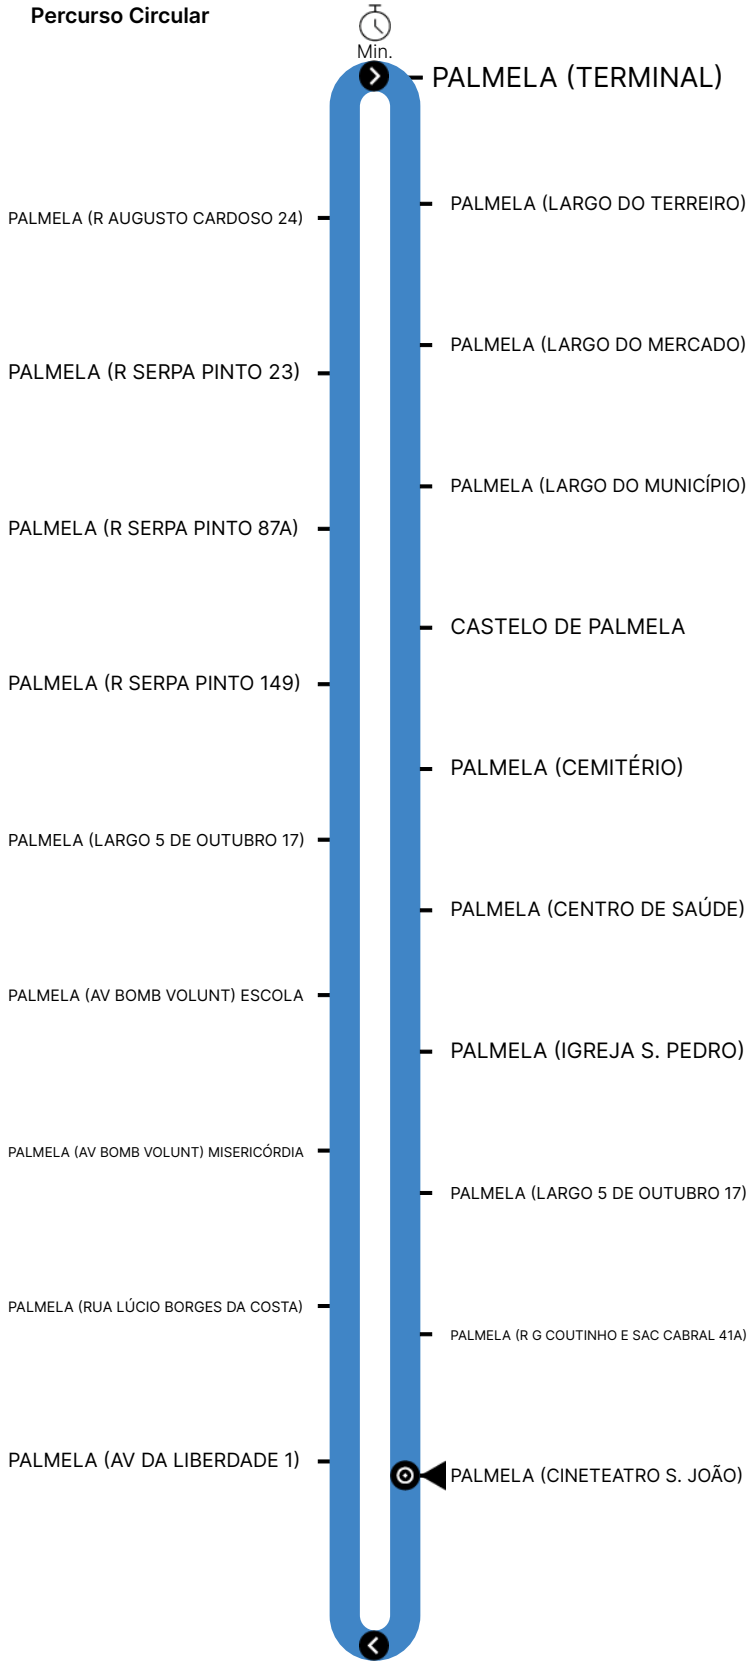 Percurso Circular
Min.
PALMELA (TERMINAL)
PALMELA (LARGO DO TERREIRO)
PALMELA (LARGO DO MERCADO)
PALMELA (LARGO DO MUNICÍPIO)
CASTELO DE PALMELA
PALMELA (CEMITÉRIO)
PALMELA (CENTRO DE SAÚDE)
PALMELA (IGREJA S. PEDRO)
PALMELA (LARGO 5 DE OUTUBRO 17)
PALMELA (R G COUTINHO E SAC CABRAL 41A)
PALMELA (CINETEATRO S. JOÃO)
PALMELA (AV DA LIBERDADE 1)
PALMELA (RUA LÚCIO BORGES DA COSTA)
PALMELA (AV BOMB VOLUNT) MISERICÓRDIA
PALMELA (AV BOMB VOLUNT) ESCOLA
PALMELA (LARGO 5 DE OUTUBRO 17)
PALMELA (R SERPA PINTO 149)
PALMELA (R SERPA PINTO 87A)
PALMELA (R SERPA PINTO 23)
PALMELA (R AUGUSTO CARDOSO 24)